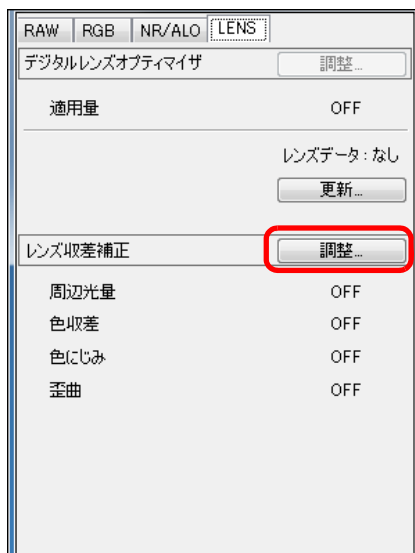 RAW RGB NR/ALO LENS
デジタルレンズオプティマイザ 調整...
適用量 OFF
レンズデータ：なし
更新...
レンズ収差補正 調整...
周辺光量 OFF
色収差 OFF
色にじみ OFF
歪曲 OFF